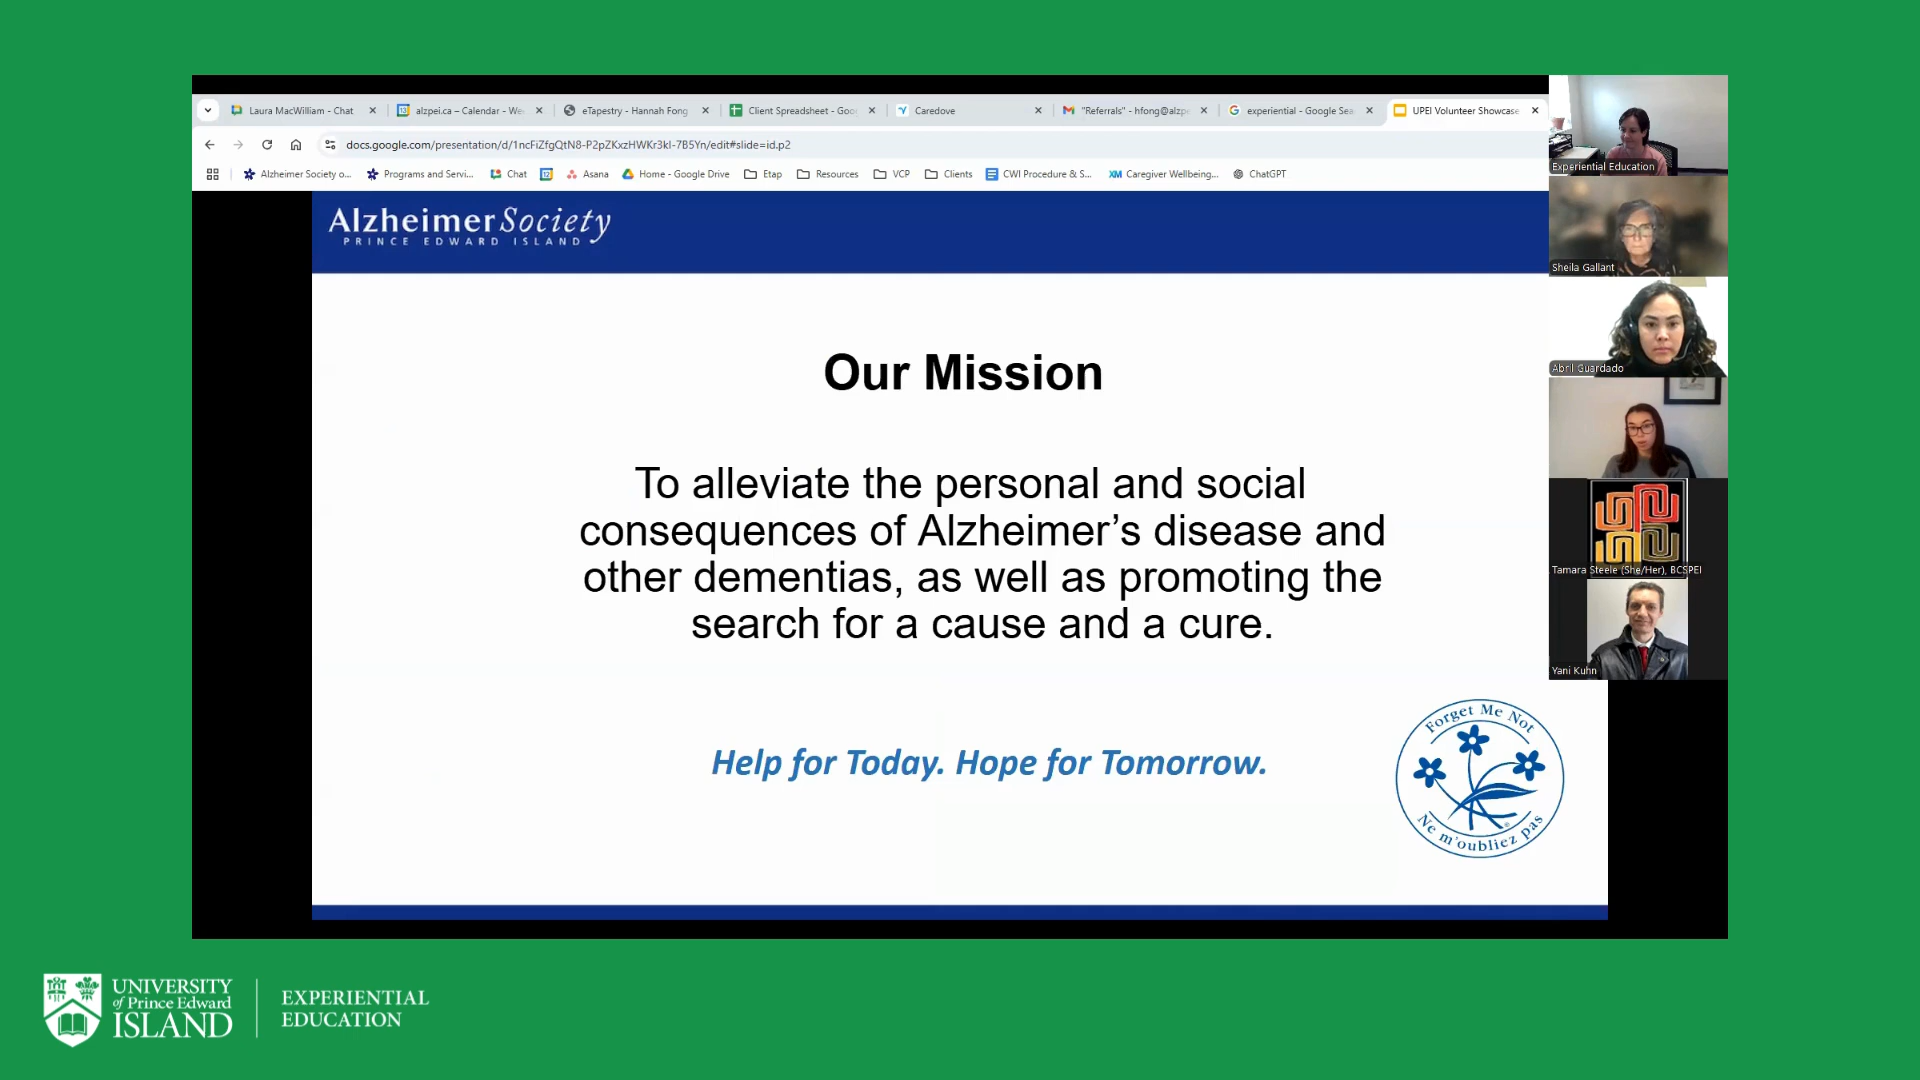 Laura MacWilliam - Chat
alzpei.ca – Calendar - We
eTapestry - Hannah Fong
Client Spreadsheet - Goo
Caredove
"Referrals" - hfong@alzpe
experiential - Google Sea
UPEI Volunteer Showcase
docs.google.com/presentation/d/1ncFiZfgQtN8-P2pZKxzHWKr3kI-7B5Yn/edit#slide=id.p2
Alzheimer Society o...
Programs and Servi...
Chat
Asana
Home - Google Drive
Etap
Resources
VCP
Clients
CWI Procedure & S...
Caregiver Wellbeing...
ChatGPT
Alzheimer Society
PRINCE EDWARD ISLAND
Our Mission
To alleviate the personal and social
consequences of Alzheimer’s disease and
other dementias, as well as promoting the
search for a cause and a cure.
Help for Today. Hope for Tomorrow.
Forget Me Not
Ne m'oubliez pas
Experiential Education
Sheila Gallant
Abril Guardado
Tamara Steele (She/Her), BCSPEI
Yani Kuhn
UNIVERSITY
of Prince Edward
ISLAND
EXPERIENTIAL
EDUCATION